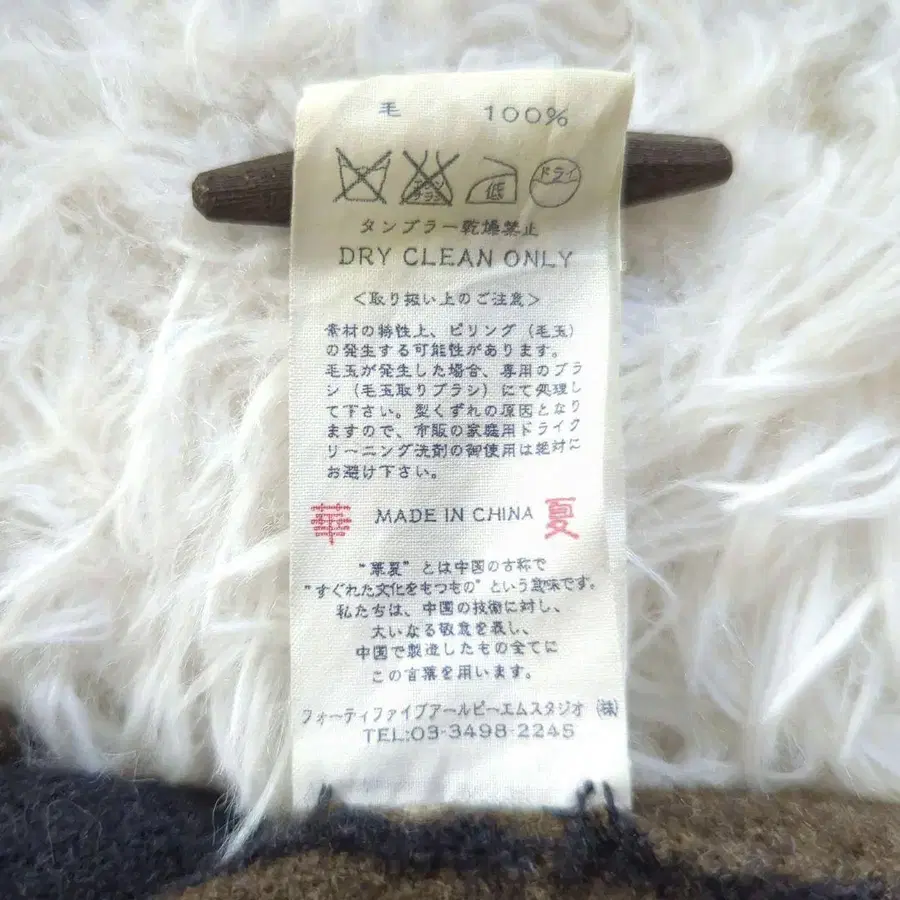 毛 100%
低 ドライ
タンブラー乾燥禁止
DRY CLEAN ONLY
<取り扱い上のご注意>
素材の特性上、ピリング（毛玉）
の発生する可能性があります。
毛玉が発生した場合、専用のブラ
シ（毛玉取りブラシ）にて処理し
て下さい。型くずれの原因となり
ますので、市販の家庭用ドライク
リーニング洗剤の御使用は絶対に
お避け下さい。
華 MADE IN CHINA 夏
“華夏”とは中国の古称で
“すぐれた文化をもつもの”という意味です。
私たちは、中国の技術に対し、
大いなる敬意を表し、
中国で製造したもの全てに
この言葉を用います。
フォーティファイブアールピーエムスタジオ（株）
TEL:03-3498-2245